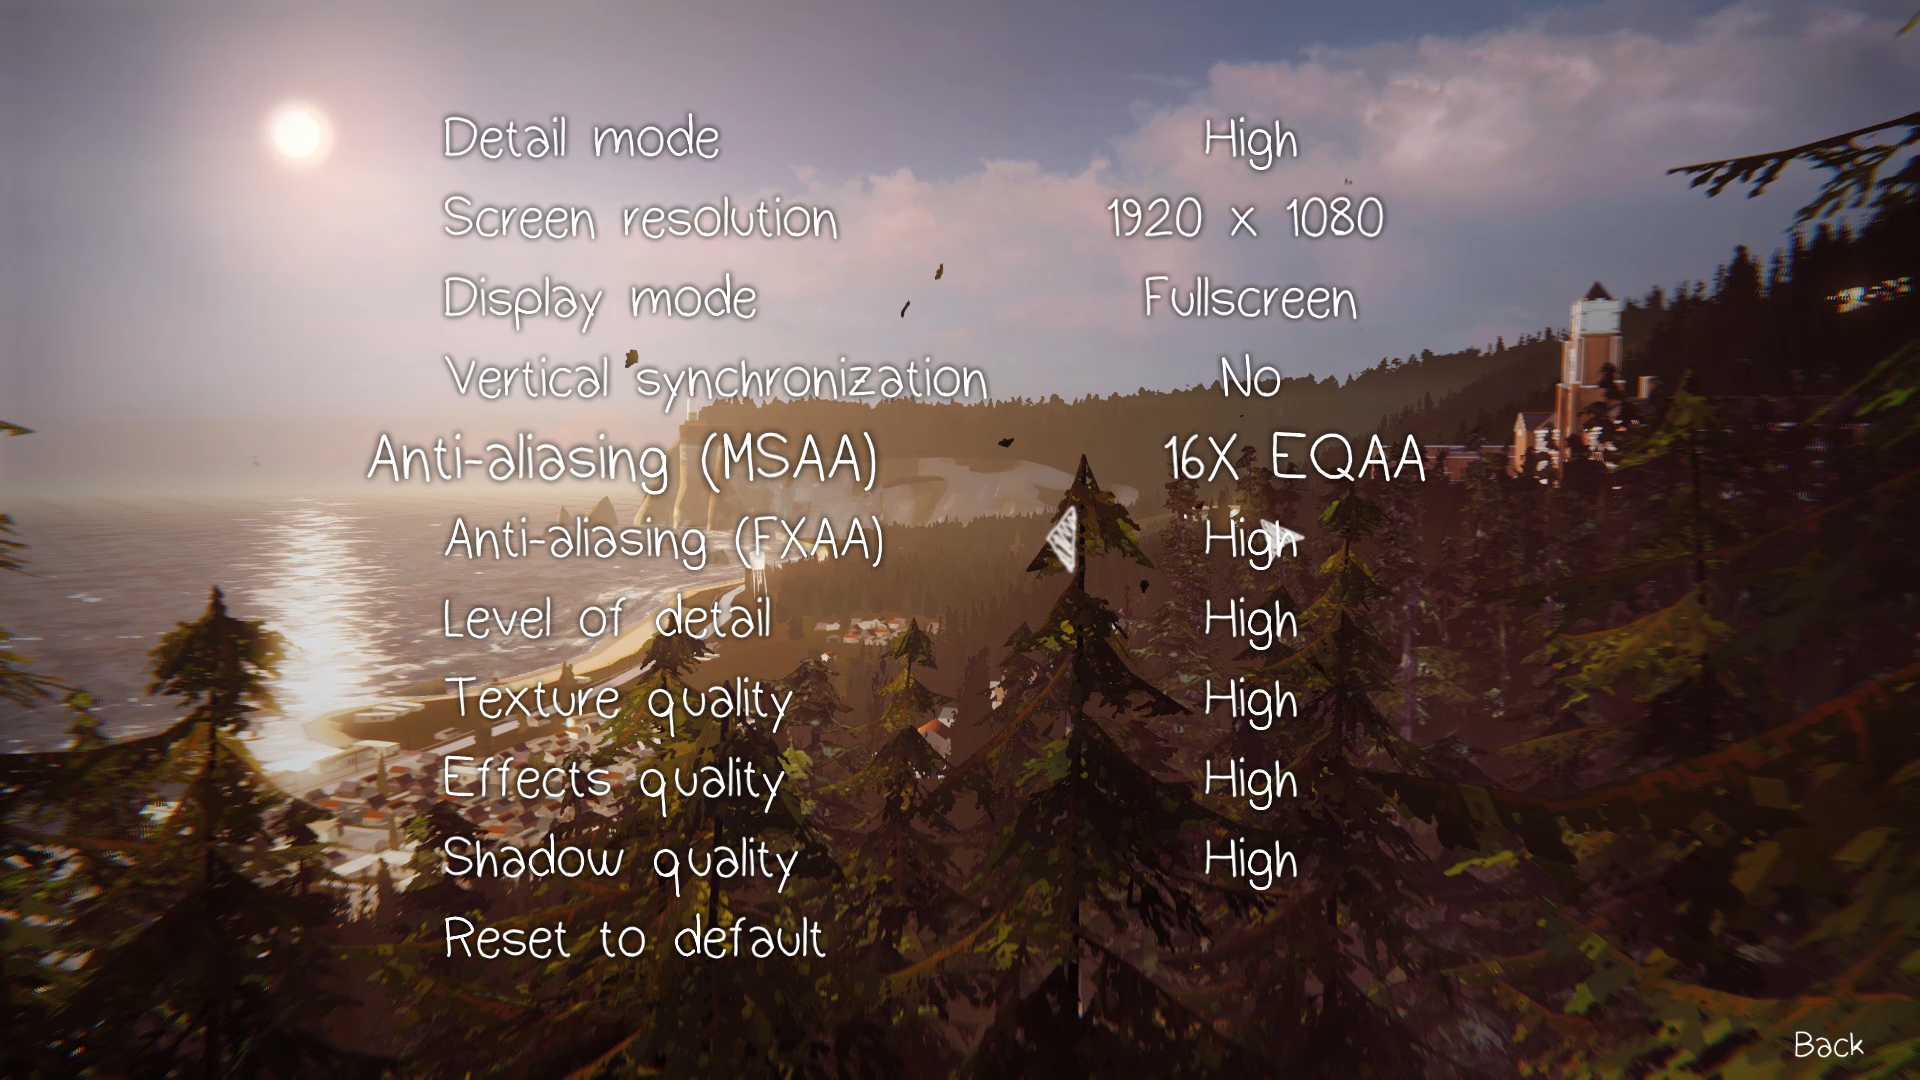 Detail mode High
Screen resolution 1920 x 1080
Display mode Fullscreen
Vertical synchronization No
Anti-aliasing (MSAA) 16X EQAA
Anti-aliasing (FXAA) High
Level of detail High
Texture quality High
Effects quality High
Shadow quality High
Reset to default
Back